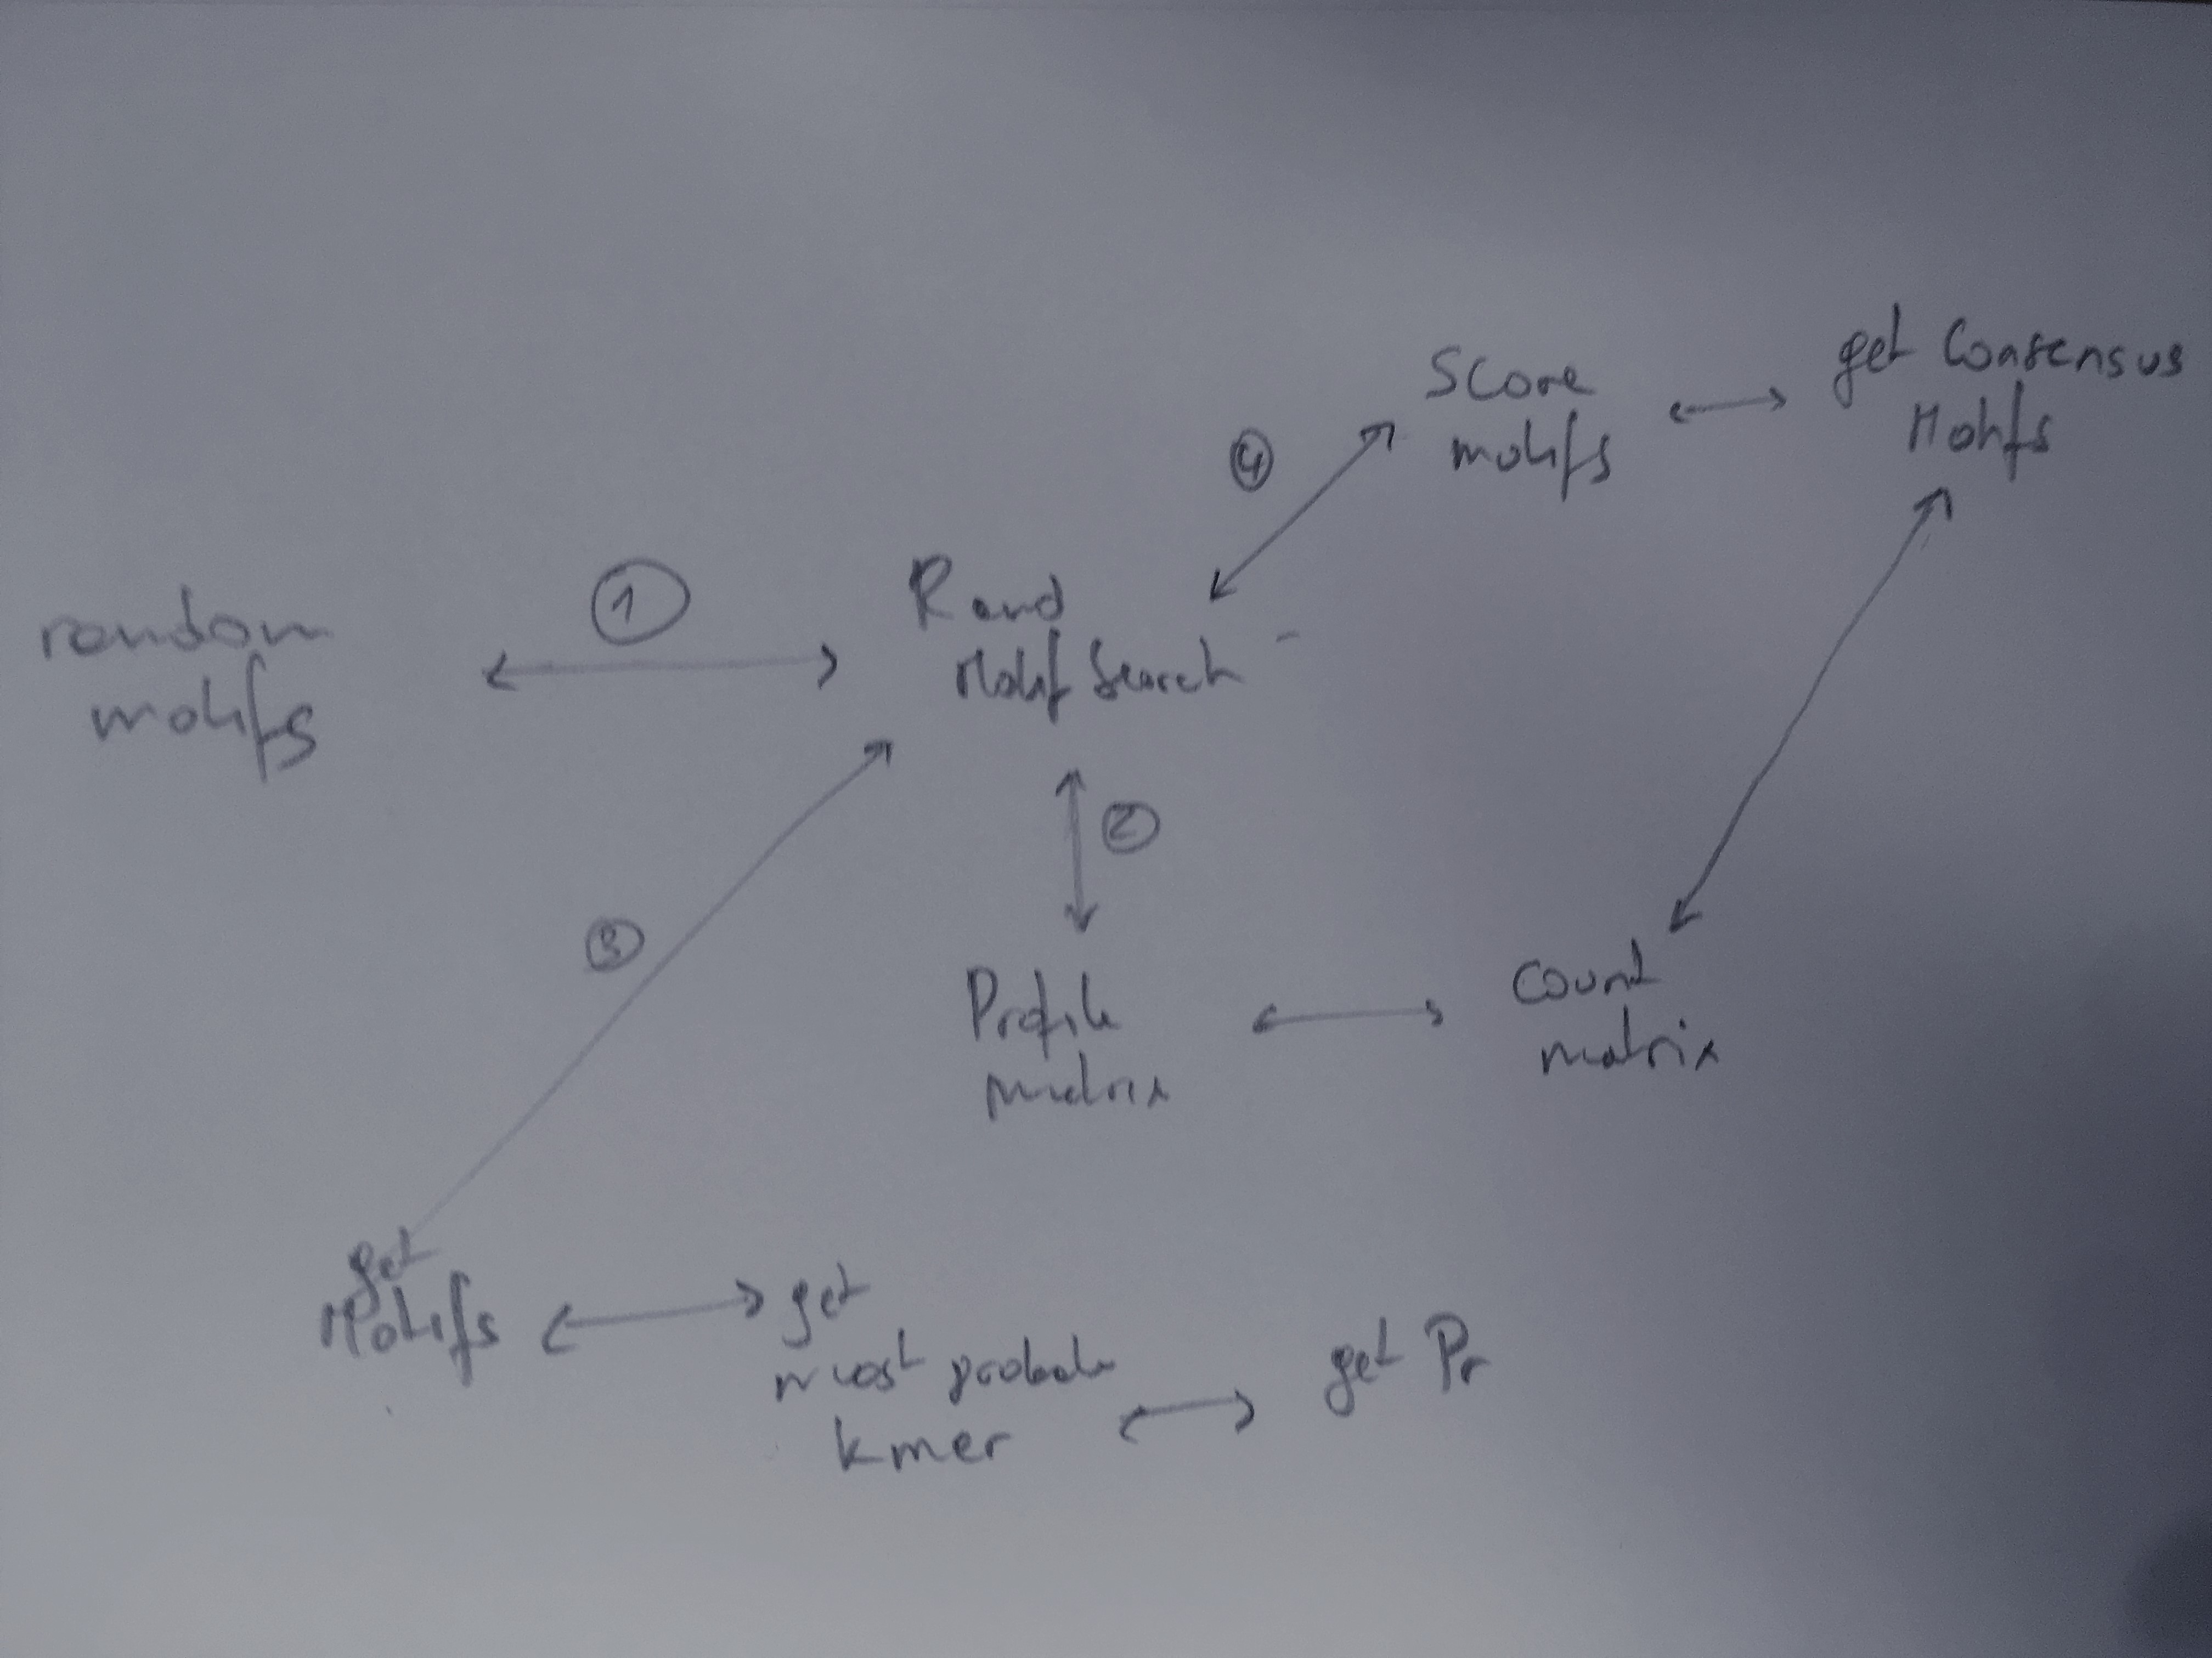 Score
motifs
get Consensus
Motifs
4
1
random
motifs
Rand
Motif Search
2
3
Profile
matrix
count
matrix
get
Motifs
get
most probable
kmer
get Pr